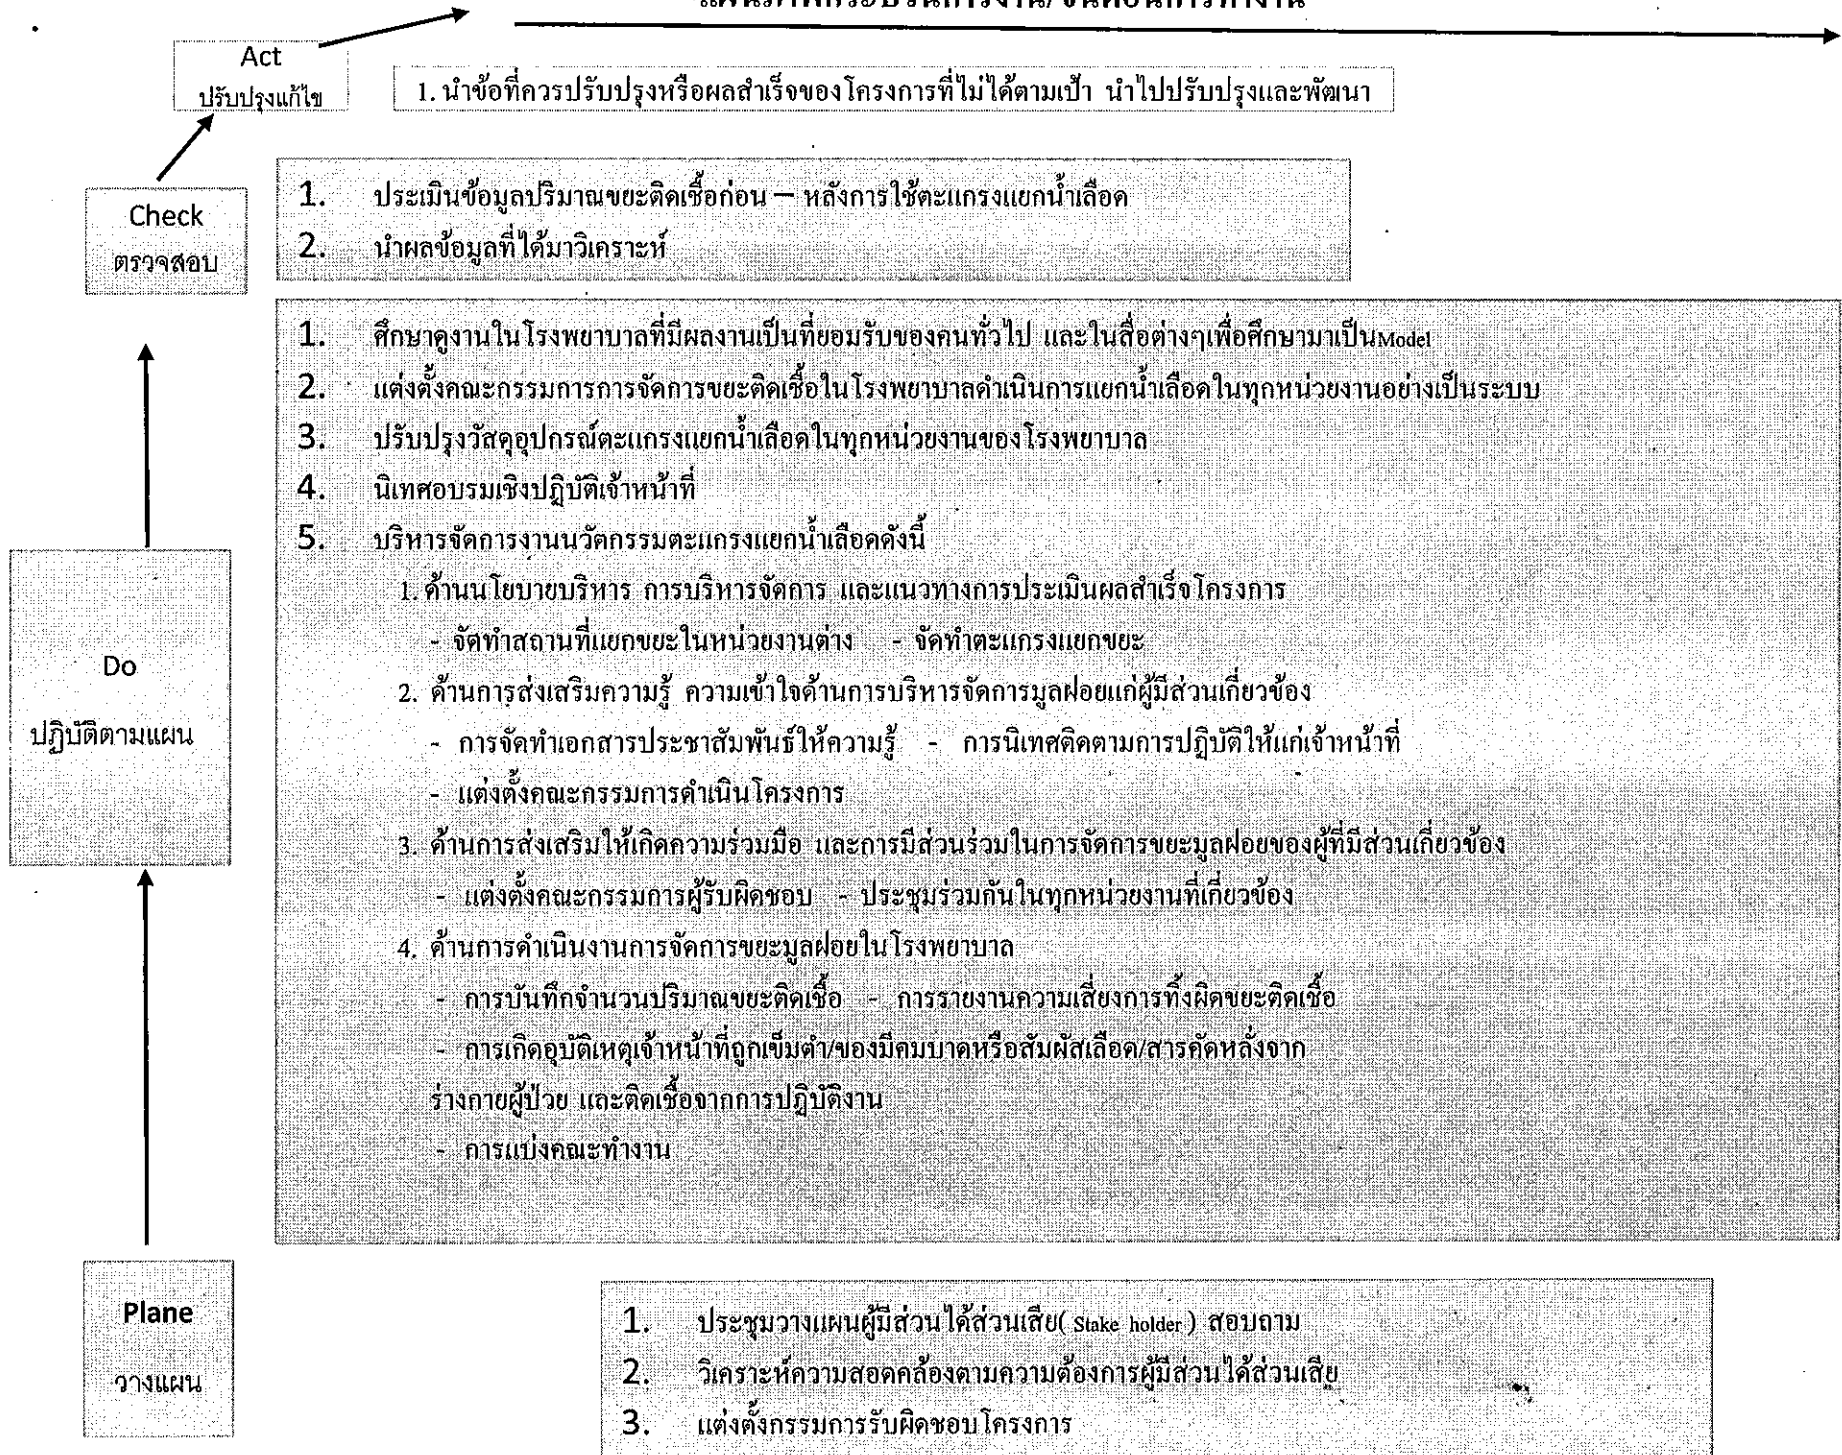 แผนภาพกระบวนการงาน/ขั้นตอนการทำงาน
Act
ปรับปรุงแก้ไข
1. นำข้อที่ควรปรับปรุงหรือผลสำเร็จของโครงการที่ไม่ได้ตามเป้า นำไปปรับปรุงและพัฒนา
Check
ตรวจสอบ
1. ประเมินข้อมูลปริมาณขยะติดเชื้อก่อน – หลังการใช้ตะแกรงแยกน้ำเลือด
2. นำผลข้อมูลที่ได้มาวิเคราะห์
Do
ปฏิบัติตามแผน
1. ศึกษาดูงานในโรงพยาบาลที่มีผลงานเป็นที่ยอมรับของคนทั่วไป และในสื่อต่างๆเพื่อศึกษามาเป็นModel
2. แต่งตั้งคณะกรรมการการจัดการขยะติดเชื้อในโรงพยาบาลดำเนินการแยกน้ำเลือดในทุกหน่วยงานอย่างเป็นระบบ
3. ปรับปรุงวัสดุอุปกรณ์ตะแกรงแยกน้ำเลือดในทุกหน่วยงานของโรงพยาบาล
4. นิเทศอบรมเชิงปฏิบัติเจ้าหน้าที่
5. บริหารจัดการงานนวัตกรรมตะแกรงแยกน้ำเลือดดังนี้
1. ด้านนโยบายบริหาร การบริหารจัดการ และแนวทางการประเมินผลสำเร็จโครงการ
- จัดทำสถานที่แยกขยะในหน่วยงานต่าง - จัดทำตะแกรงแยกขยะ
2. ด้านการส่งเสริมความรู้ ความเข้าใจด้านการบริหารจัดการมูลฝอยแก่ผู้มีส่วนเกี่ยวข้อง
- การจัดทำเอกสารประชาสัมพันธ์ให้ความรู้ - การนิเทศติดตามการปฏิบัติให้แก่เจ้าหน้าที่
- แต่งตั้งคณะกรรมการดำเนินโครงการ
3. ด้านการส่งเสริมให้เกิดความร่วมมือ และการมีส่วนร่วมในการจัดการขยะมูลฝอยของผู้ที่มีส่วนเกี่ยวข้อง
- แต่งตั้งคณะกรรมการผู้รับผิดชอบ - ประชุมร่วมกันในทุกหน่วยงานที่เกี่ยวข้อง
4. ด้านการดำเนินงานการจัดการขยะมูลฝอยในโรงพยาบาล
- การบันทึกจำนวนปริมาณขยะติดเชื้อ - การรายงานความเสี่ยงการทิ้งผิดขยะติดเชื้อ
- การเกิดอุบัติเหตุเจ้าหน้าที่ถูกเข็มตำ/ของมีคมบาดหรือสัมผัสเลือด/สารคัดหลั่งจาก
ร่างกายผู้ป่วย และติดเชื้อจากการปฏิบัติงาน
- การแบ่งคณะทำงาน
Plane
วางแผน
1. ประชุมวางแผนผู้มีส่วนได้ส่วนเสีย( Stake holder ) สอบถาม
2. วิเคราะห์ความสอดคล้องตามความต้องการผู้มีส่วนได้ส่วนเสีย
3. แต่งตั้งกรรมการรับผิดชอบโครงการ